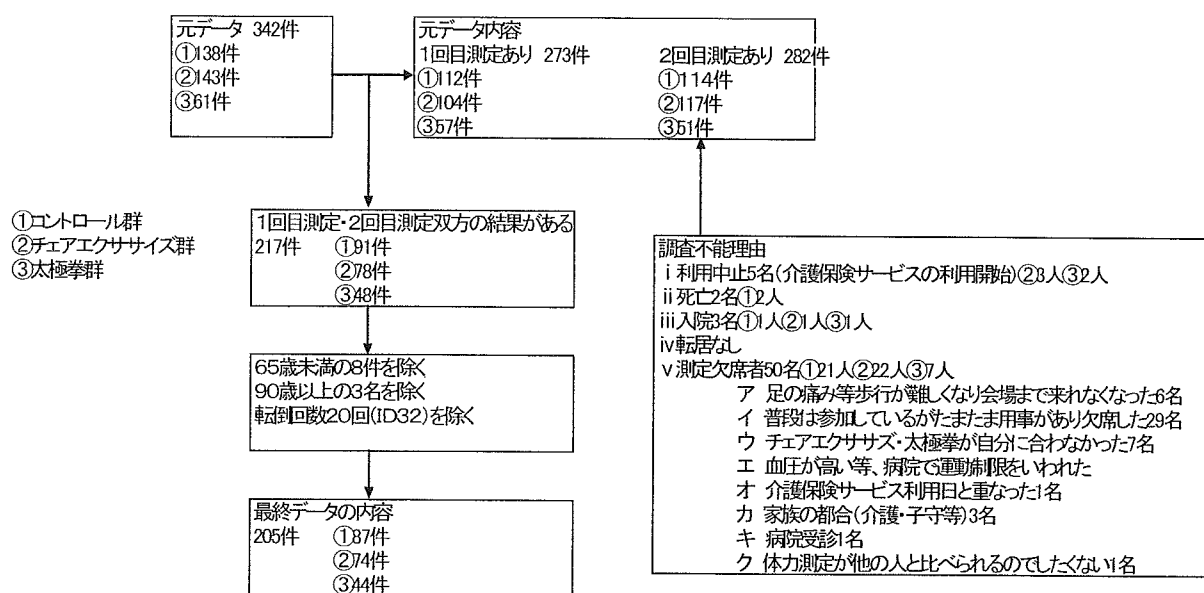 元データ 342件
①138件
②143件
③61件
元データ内容
1回目測定あり 273件 2回目測定あり 282件
①112件 ①114件
②104件 ②117件
③57件 ③51件
①コントロール群
②チェアエクササイズ群
③太極拳群
1回目測定・2回目測定双方の結果がある
217件 ①91件
②78件
③48件
65歳未満の8件を除く
90歳以上の3名を除く
転倒回数20回(ID32)を除く
最終データの内容
205件 ①87件
②74件
③44件
調査不能理由
ⅰ利用中止5名(介護保険サービスの利用開始)②3人③2人
ⅱ死亡2名①2人
ⅲ入院3名①1人②1人③1人
ⅳ転居なし
ⅴ測定欠席者50名①21人②22人③7人
ア 足の痛み等歩行が難しくなり会場まで来れなくなった6名
イ 普段は参加しているがたまたま用事があり欠席した29名
ウ チェアエクササズ・太極拳が自分に合わなかった7名
エ 血圧が高い等、病院で運動制限をいわれた
オ 介護保険サービス利用日と重なった1名
カ 家族の都合(介護・子守等)3名
キ 病院受診1名
ク 体力測定が他の人と比べられるのでしたくない1名